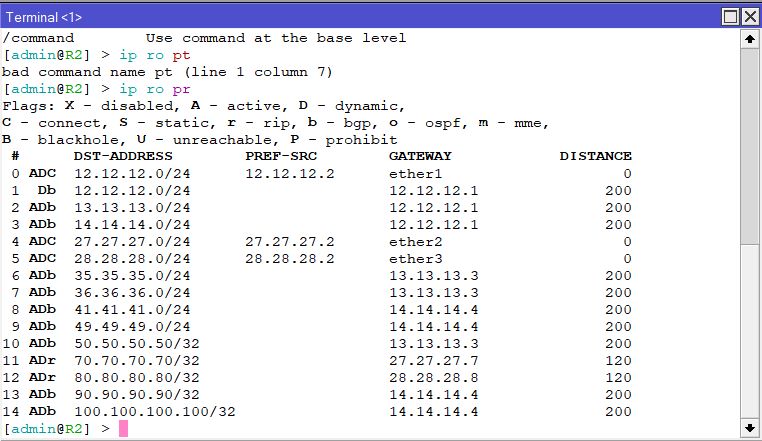 Terminal <1>
/command        Use command at the base level
[admin@R2] > ip ro pt
bad command name pt (line 1 column 7)
[admin@R2] > ip ro pr
Flags: X - disabled, A - active, D - dynamic,
C - connect, S - static, r - rip, b - bgp, o - ospf, m - mme,
B - blackhole, U - unreachable, P - prohibit
 #      DST-ADDRESS        PREF-SRC        GATEWAY            DISTANCE
 0 ADC  12.12.12.0/24      12.12.12.2      ether1                    0
 1  Db  12.12.12.0/24                      12.12.12.1              200
 2 ADb  13.13.13.0/24                      12.12.12.1              200
 3 ADb  14.14.14.0/24                      12.12.12.1              200
 4 ADC  27.27.27.0/24      27.27.27.2      ether2                    0
 5 ADC  28.28.28.0/24      28.28.28.2      ether3                    0
 6 ADb  35.35.35.0/24                      13.13.13.3              200
 7 ADb  36.36.36.0/24                      13.13.13.3              200
 8 ADb  41.41.41.0/24                      14.14.14.4              200
 9 ADb  49.49.49.0/24                      14.14.14.4              200
10 ADb  50.50.50.50/32                     13.13.13.3              200
11 ADr  70.70.70.70/32                     27.27.27.7              120
12 ADr  80.80.80.80/32                     28.28.28.8              120
13 ADb  90.90.90.90/32                     14.14.14.4              200
14 ADb  100.100.100.100/32                 14.14.14.4              200
[admin@R2] >